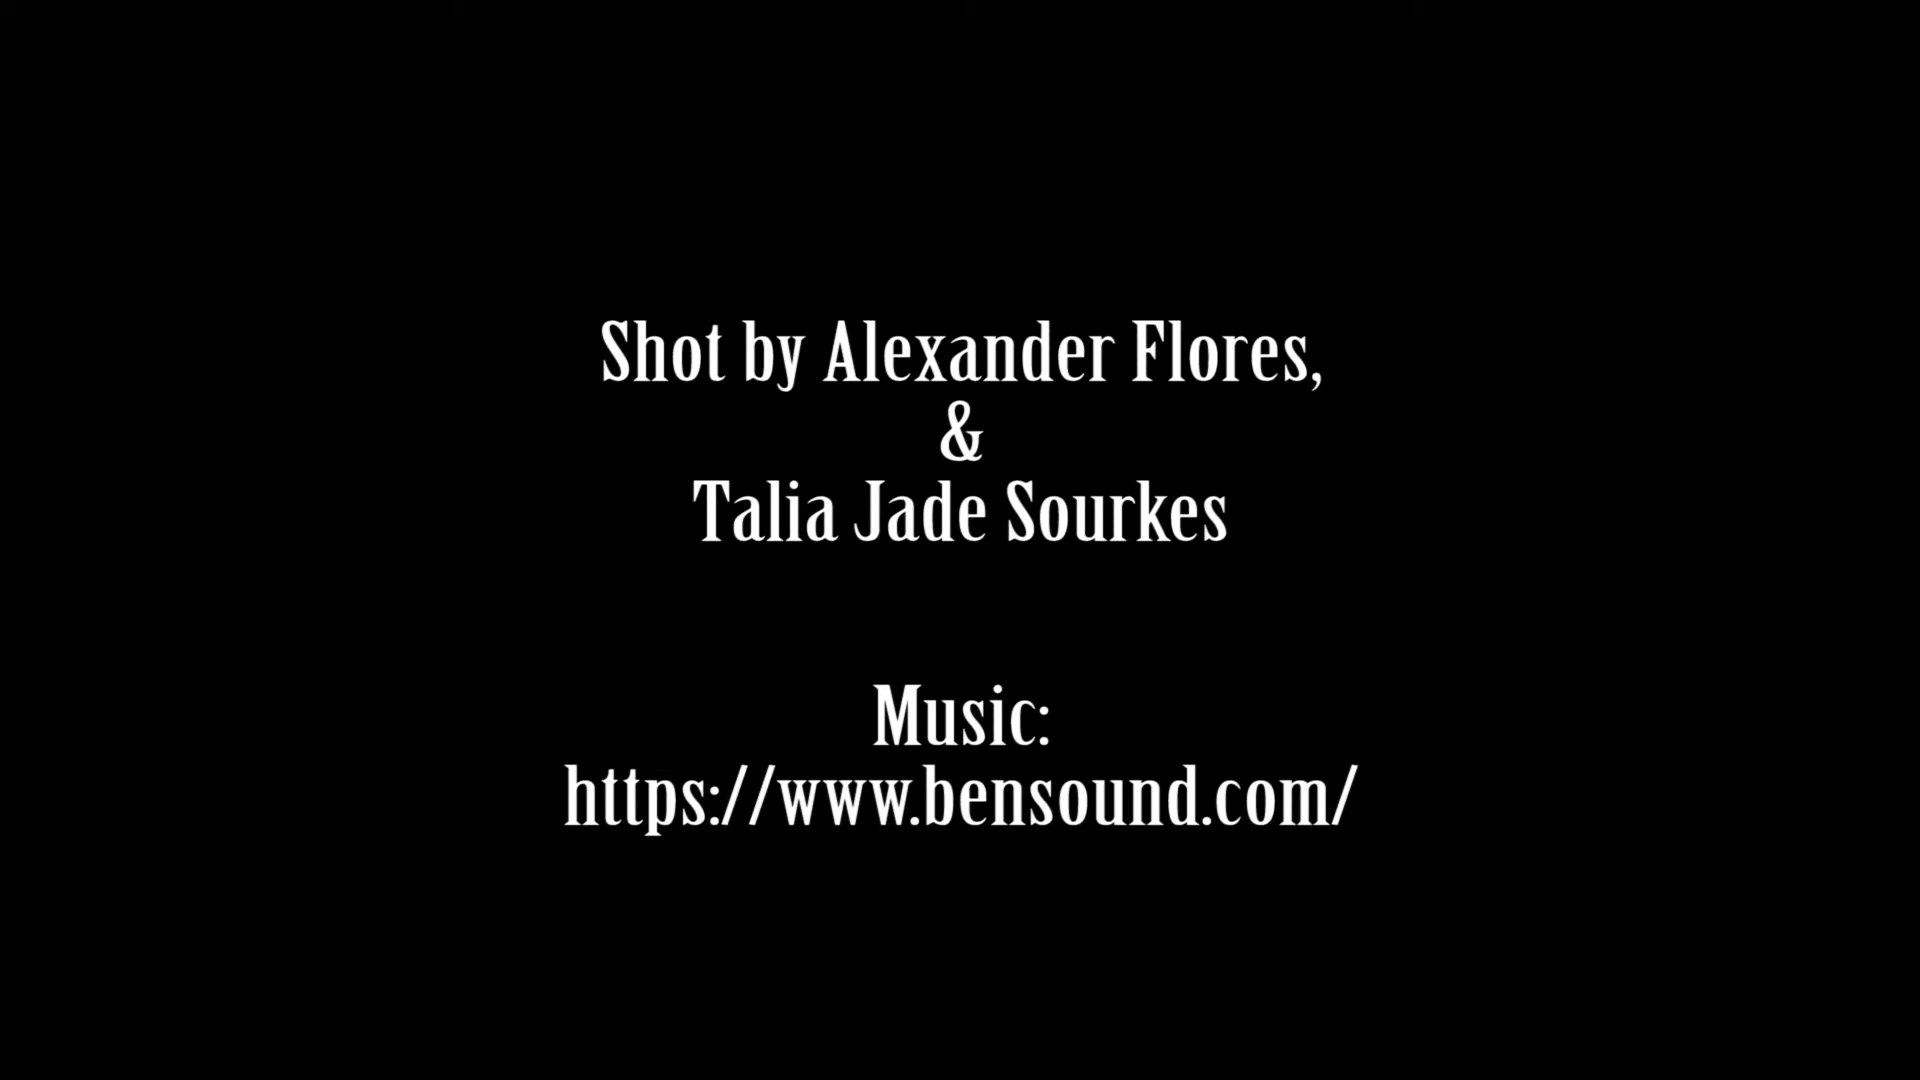 Shot by Alexander Flores,
&
Talia Jade Sourkes
Music:
https://www.bensound.com/